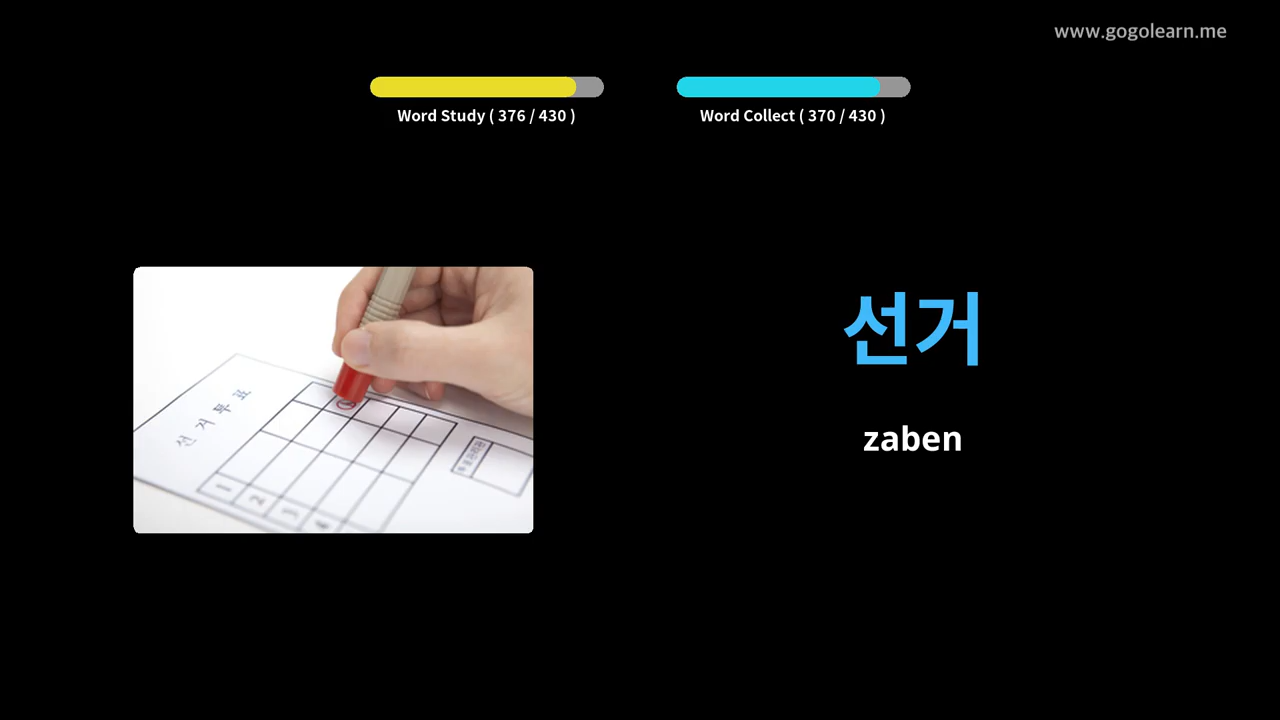 www.gogolearn.me
Word Study ( 376 / 430 )
Word Collect ( 370 / 430 )
선거
zaben
선거투표
1
2
3
4